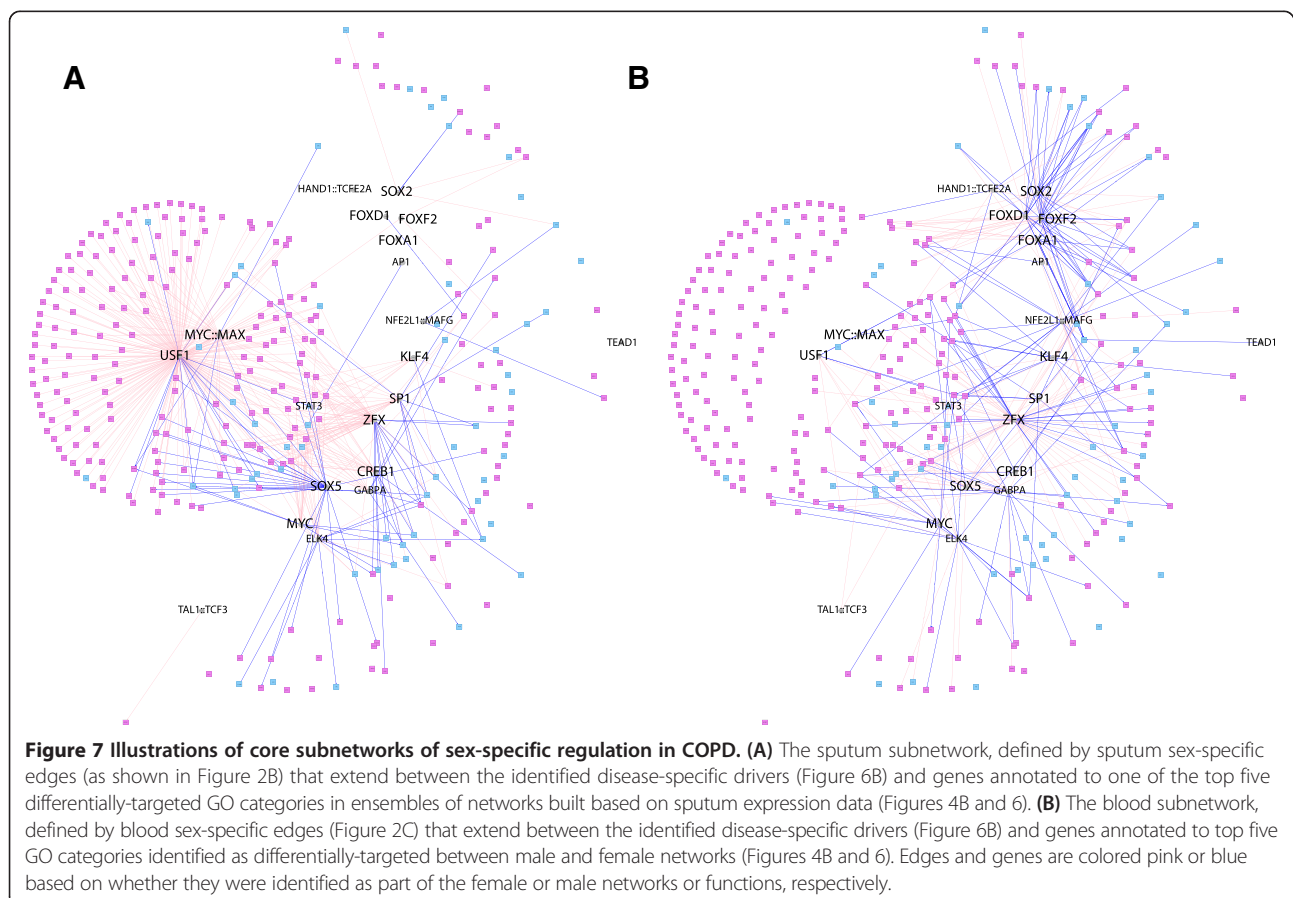 A
B
HAND1::TCFE2A
SOX2
FOXD1
FOXF2
FOXA1
AP1
NFE2L1::MAFG
MYC::MAX
USF1
KLF4
TEAD1
SP1
STAT3
ZFX
CREB1
SOX5
GABPA
MYC
ELK4
TAL1::TCF3
HAND1::TCFE2A
SOX2
FOXD1
FOXF2
FOXA1
AP1
NFE2L1::MAFG
MYC::MAX
USF1
KLF4
TEAD1
SP1
STAT3
ZFX
CREB1
SOX5
GABPA
MYC
ELK4
TAL1::TCF3
Figure 7 Illustrations of core subnetworks of sex-specific regulation in COPD. (A) The sputum subnetwork, defined by sputum sex-specific
edges (as shown in Figure 2B) that extend between the identified disease-specific drivers (Figure 6B) and genes annotated to one of the top five
differentially-targeted GO categories in ensembles of networks built based on sputum expression data (Figures 4B and 6). (B) The blood subnetwork,
defined by blood sex-specific edges (Figure 2C) that extend between the identified disease-specific drivers (Figure 6B) and genes annotated to top five
GO categories identified as differentially-targeted between male and female networks (Figures 4B and 6). Edges and genes are colored pink or blue
based on whether they were identified as part of the female or male networks or functions, respectively.